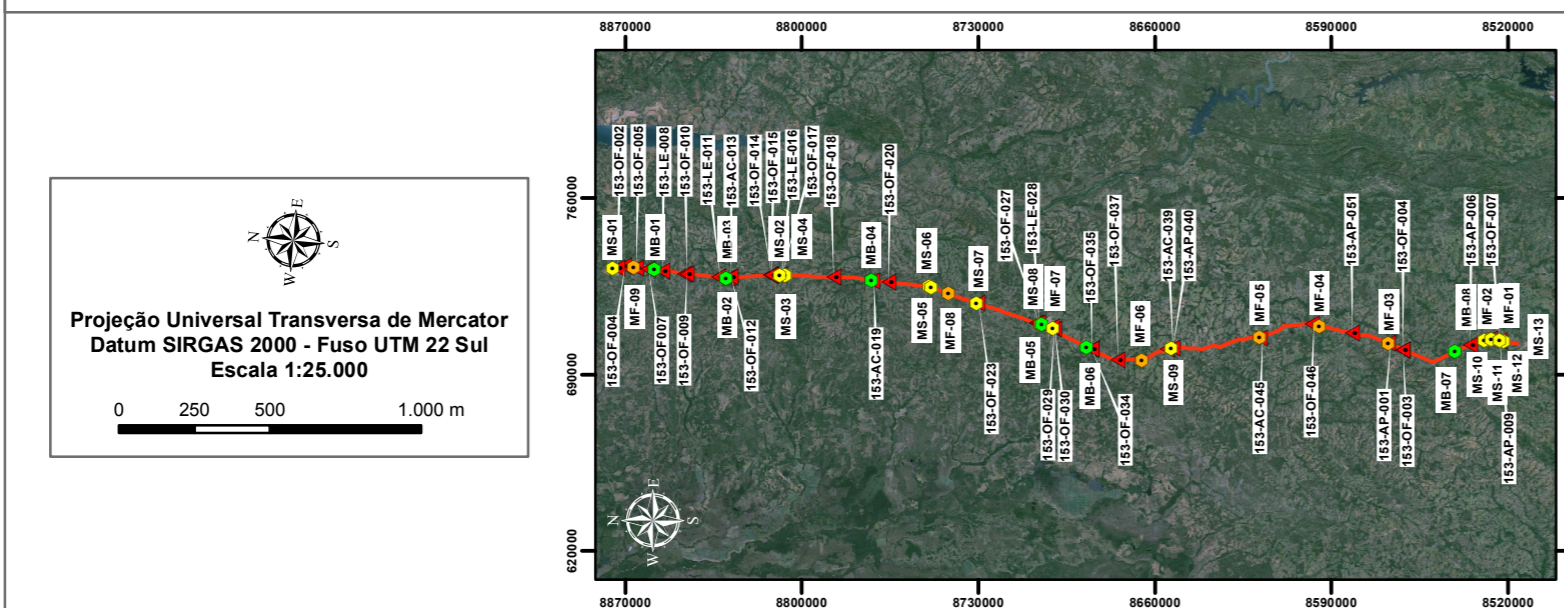 N
E
S
W
Projeção Universal Transversa de Mercator
Datum SIRGAS 2000 - Fuso UTM 22 Sul
Escala 1:25.000
0 250 500 1.000 m
8870000 8800000 8730000 8660000 8590000 8520000
760000
690000
620000
153-OF-002
153-OF-005
153-LE-008
153-OF-010
153-LE-011
153-AC-013
153-OF-014
153-OF-015
153-LE-016
153-OF-017
153-OF-018
153-OF-020
153-OF-027
153-LE-028
153-OF-035
153-OF-037
153-AC-039
153-AP-040
153-AP-051
153-OF-004
153-AP-006
153-OF-007
MS-01
MB-01
MB-03
MS-02
MS-04
MB-04
MS-06
MS-07
MS-08
MF-07
MF-06
MF-05
MF-04
MF-03
MB-08
MF-02
MF-01
153-OF-004
MF-09
153-OF-007
153-OF-009
MB-02
153-OF-012
MS-03
153-AC-019
MS-05
MF-08
153-OF-023
MB-05
153-OF-029
153-OF-030
MB-06
153-OF-034
MS-09
153-AC-045
153-OF-046
153-AP-001
153-OF-003
MB-07
MS-10
MS-11
153-AP-009
MS-12
MS-13
N
E
S
W
8870000 8800000 8730000 8660000 8590000 8520000